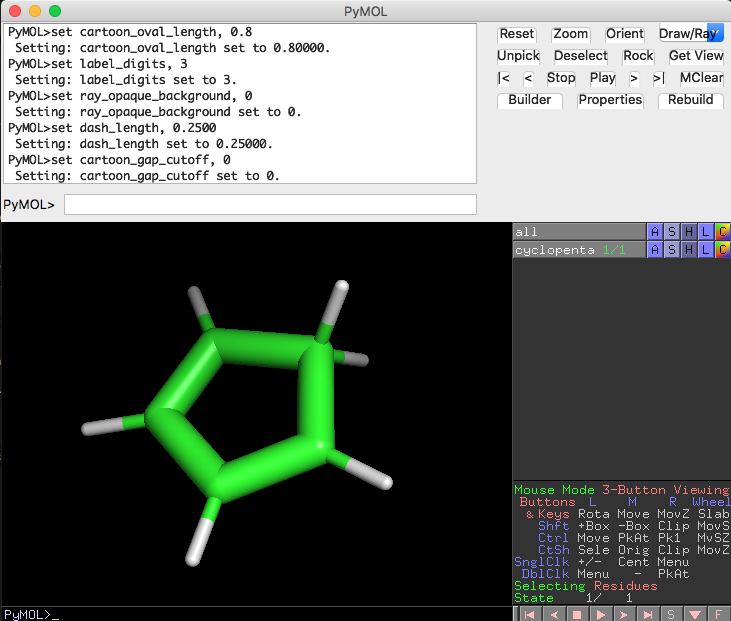 PyMOL
PyMOL>set cartoon_oval_length, 0.8
Setting: cartoon_oval_length set to 0.80000.
PyMOL>set label_digits, 3
Setting: label_digits set to 3.
PyMOL>set ray_opaque_background, 0
Setting: ray_opaque_background set to 0.
PyMOL>set dash_length, 0.2500
Setting: dash_length set to 0.25000.
PyMOL>set cartoon_gap_cutoff, 0
Setting: cartoon_gap_cutoff set to 0.
PyMOL>
Reset Zoom Orient Draw/Ray
Unpick Deselect Rock Get View
|< < Stop Play > >| MClear
Builder Properties Rebuild
all A S H L C
cyclopenta 1/1 A S H L C
Mouse Mode 3-Button Viewing
Buttons L M R Wheel
& Keys Rota Move MovZ Slab
Shft +Box -Box Clip MovS
Ctrl Move PkAt Pk1 MvSZ
CtSh Sele Orig Clip MovZ
SnglClk +/- Cent Menu
DblClk Menu - PkAt
Selecting Residues
State 1/ 1
PyMOL>_
S F